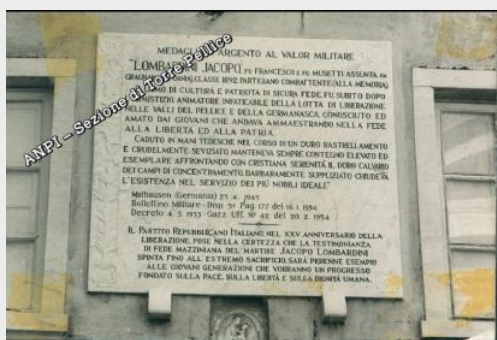 MEDAGLIA D'ARGENTO AL VALOR MILITARE
"LOMBARDINI JACOPO, FU FRANCESCO E FU MUSETTI ASSUNTA, DA
CLASSE 1892, PARTIGIANO COMBATTENTE (ALLA MEMORIA)
UOMO DI CULTURA E PATRIOTA DI SICURA FEDE, FU SUBITO DOPO
ARMISTIZIO ANIMATORE INFATICABILE DELLA LOTTA DI LIBERAZIONE
NELLE VALLI DEL PELLICE E DELLA GERMANASCA, CONOSCIUTO ED
AMATO DAI GIOVANI CHE ANDAVA AMMAESTRANDO NELLA FEDE
ALLA LIBERTÀ ED ALLA PATRIA.
CADUTO IN MANI TEDESCHE NEL CORSO DI UN DURO RASTRELLAMENTO
E CRUDELMENTE SEVIZIATO MANTENEVA SEMPRE CONTEGNO ELEVATO ED
ESEMPLARE AFFRONTANDO CON CRISTIANA SERENITÀ IL DURO CALVARIO
DEI CAMPI DI CONCENTRAMENTO. BARBARAMENTE SUPPLIZIATO CHIUDEVA
L'ESISTENZA NEL SERVIZIO DEI PIÙ NOBILI IDEALI"
Malhausen (Germania) 25.4.1945
Bollettino Militare - Disp. 3ª Pag 177 del 16.1.1954
Decreto 4.5.1953 - Gazz. Uff. Nº 42 del 20.2.1954
IL PARTITO REPUBBLICANO ITALIANO NEL XXV ANNIVERSARIO DELLA
LIBERAZIONE, POSE NELLA CERTEZZA CHE LA TESTIMONIANZA
DI FEDE MAZZINIANA DEL MARTIRE JACOPO LOMBARDINI
SPINTA FINO ALL'ESTREMO SACRIFICIO, SARÀ PERENNE ESEMPIO
ALLE GIOVANI GENERAZIONI CHE VORRANNO UN PROGRESSO
FONDATO SULLA PACE, SULLA LIBERTÀ E SULLA DIGNITÀ UMANA.
ANPI - Sezione di Torre Pellice